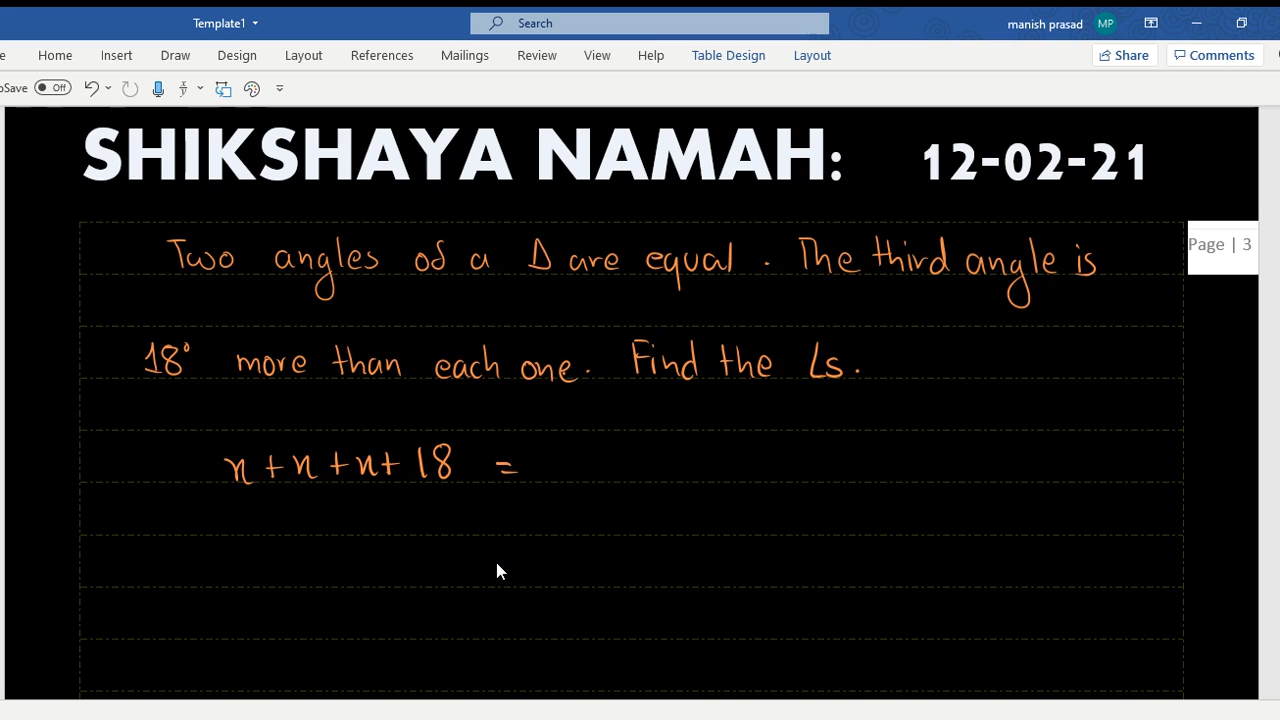 Template1
Search
manish prasad MP
Home Insert Draw Design Layout References Mailings Review View Help Table Design Layout Share Comments
Save Off
SHIKSHAYA NAMAH: 12-02-21
Page | 3
Two angles of a Δ are equal. The third angle is
18° more than each one. Find the ∠s.
x + x + x + 18 =